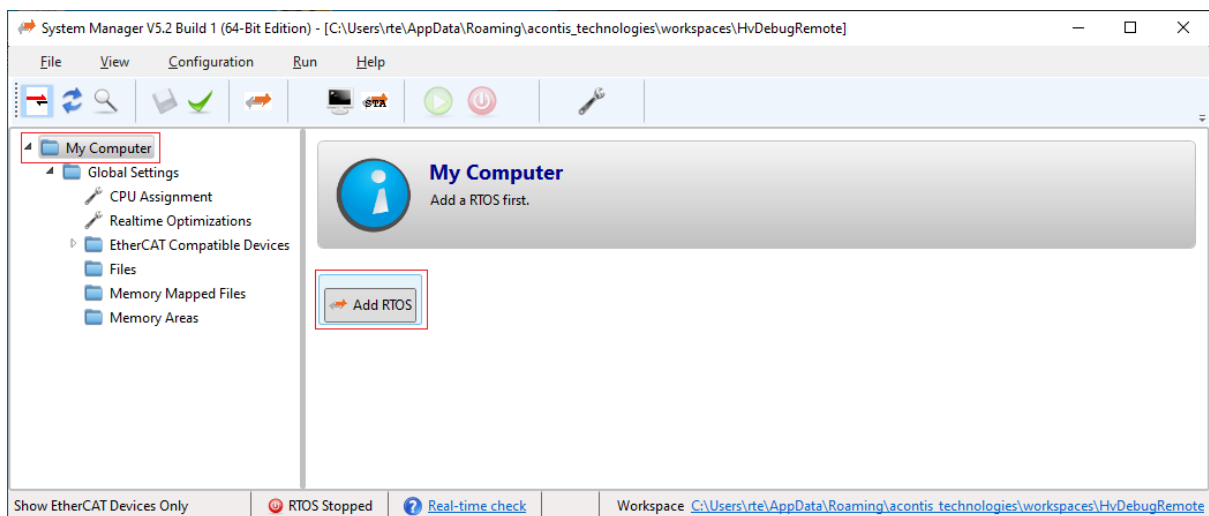 System Manager V5.2 Build 1 (64-Bit Edition) - [C:\Users\rte\AppData\Roaming\acontis_technologies\workspaces\HvDebugRemote]
File View Configuration Run Help
STA
My Computer
Global Settings
CPU Assignment
Realtime Optimizations
EtherCAT Compatible Devices
Files
Memory Mapped Files
Memory Areas
My Computer
Add a RTOS first.
Add RTOS
Show EtherCAT Devices Only RTOS Stopped Real-time check Workspace C:\Users\rte\AppData\Roaming\acontis_technologies\workspaces\HvDebugRemote